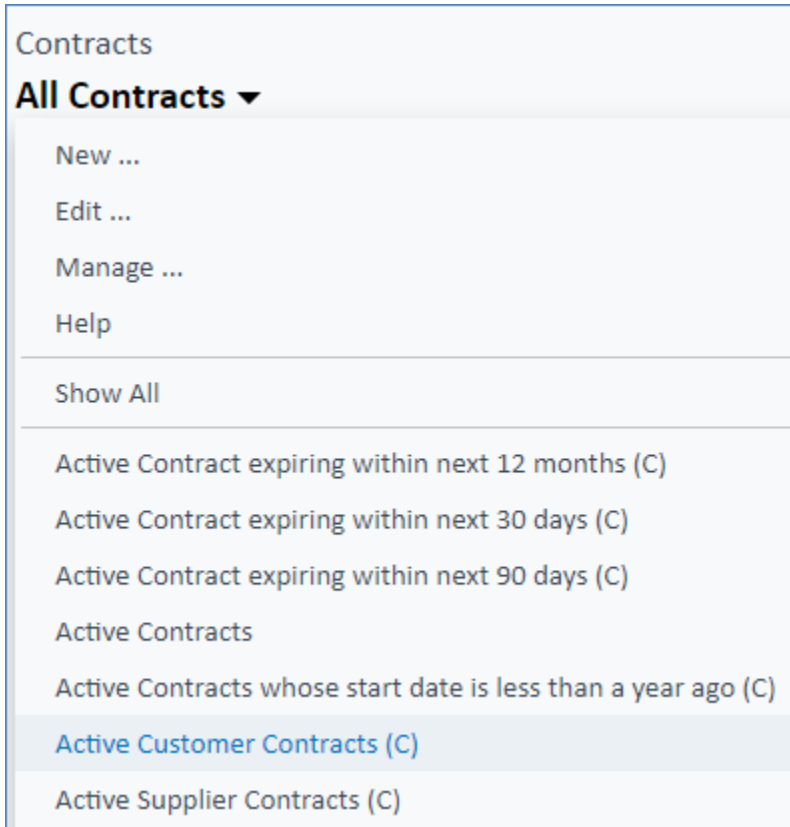 Contracts
All Contracts
New ...
Edit ...
Manage ...
Help
Show All
Active Contract expiring within next 12 months (C)
Active Contract expiring within next 30 days (C)
Active Contract expiring within next 90 days (C)
Active Contracts
Active Contracts whose start date is less than a year ago (C)
Active Customer Contracts (C)
Active Supplier Contracts (C)